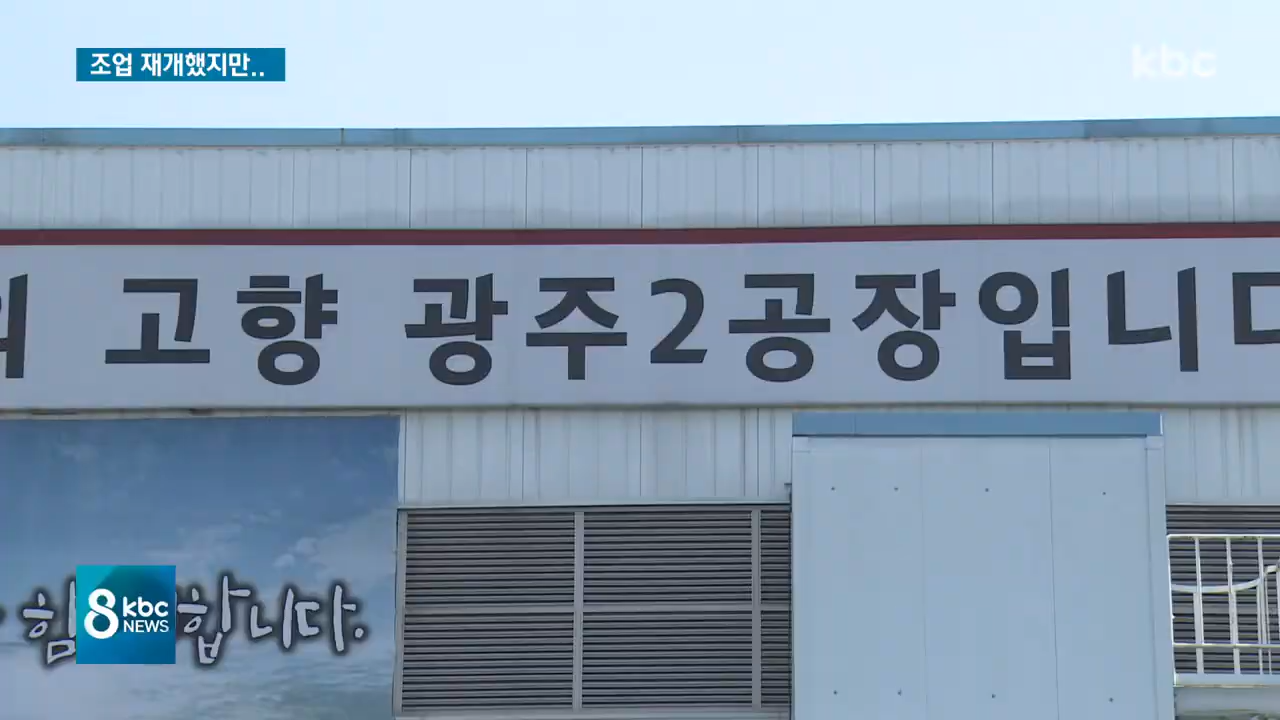 조업 재개했지만..
kbc
고향 광주2공장입니다
8 kbc NEWS
함 합니다.